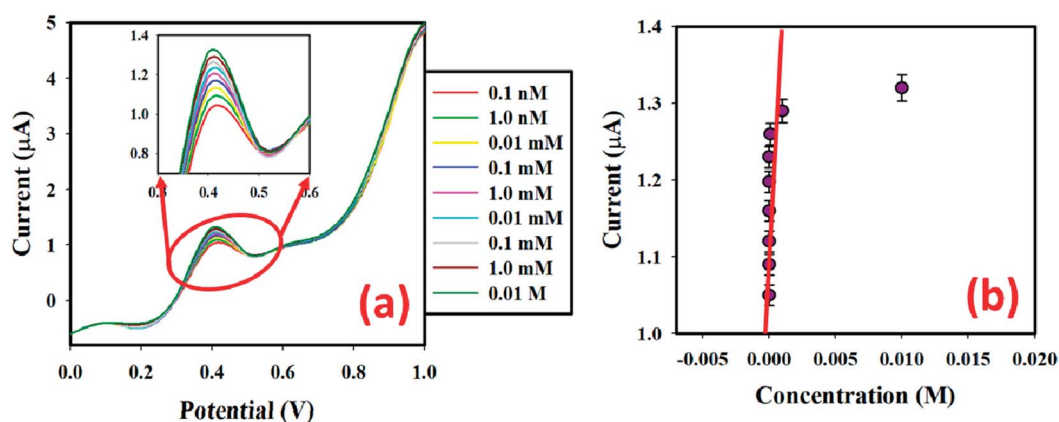 5
4
3
2
1
0
Current (µA)
1.4
1.2
1.0
0.8
0.3
0.4
0.5
0.6
0.0
0.2
0.4
0.6
0.8
1.0
Potential (V)
(a)
0.1 nM
1.0 nM
0.01 mM
0.1 mM
1.0 mM
0.01 mM
0.1 mM
1.0 mM
0.01 M
1.4
1.3
1.2
1.1
1.0
Current (µA)
-0.005
0.000
0.005
0.010
0.015
0.020
Concentration (M)
(b)